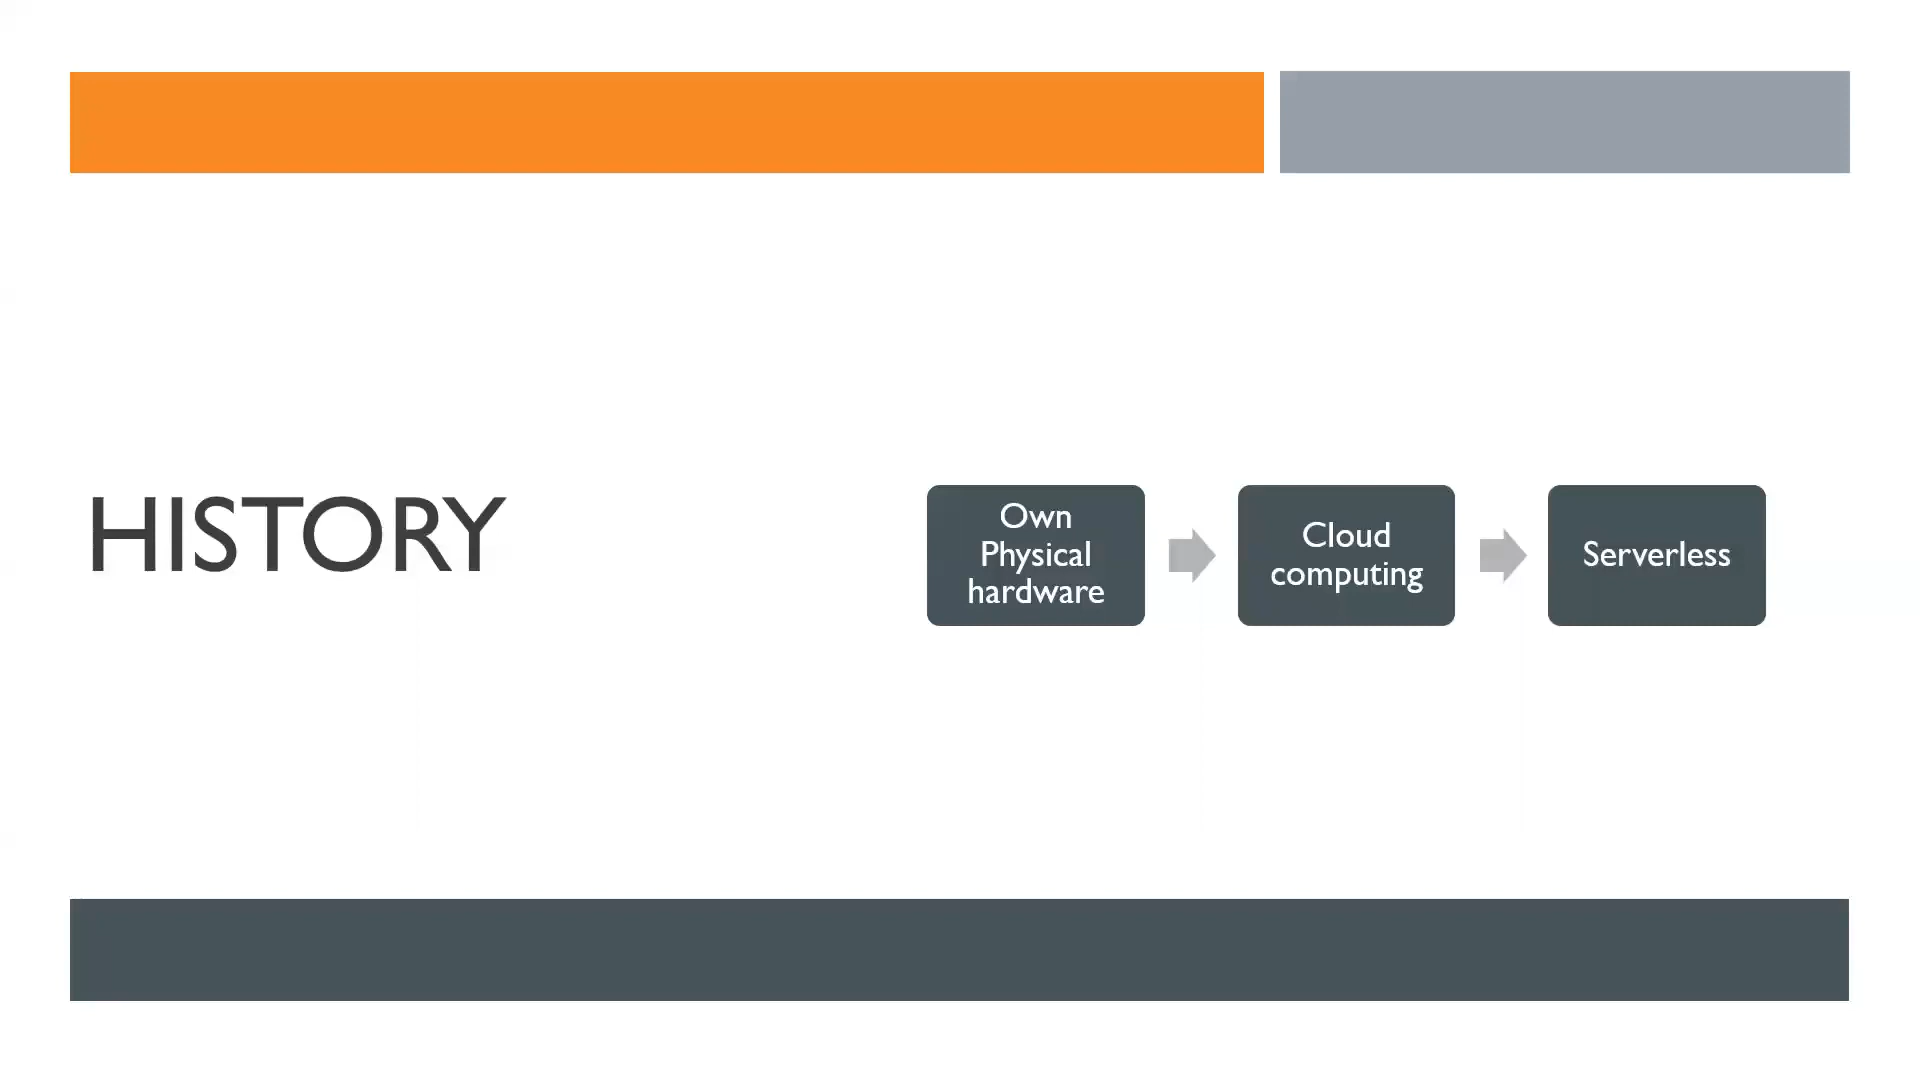 HISTORY
Own
Physical
hardware
Cloud
computing
Serverless